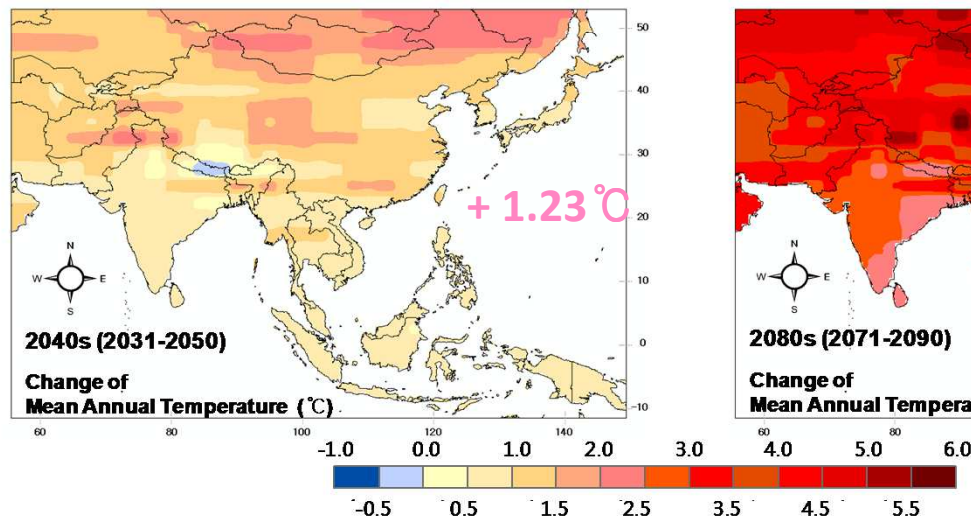 50
40
30
20
10
0
-10
+ 1.23℃
N
W E
S
2040s (2031-2050)
Change of
Mean Annual Temperature (℃)
60 80 100 120 140
N
W E
S
2080s (2071-2090)
Change of
Mean Annual Tempera
60 80
-1.0 0.0 1.0 2.0 3.0 4.0 5.0 6.0
-0.5 0.5 1.5 2.5 3.5 4.5 5.5